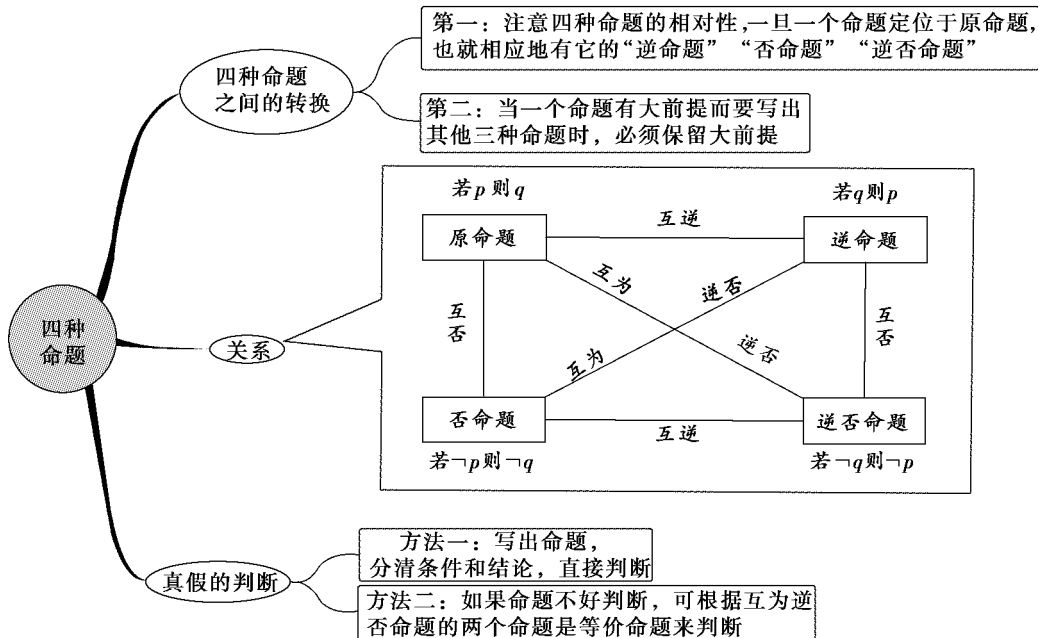 第一：注意四种命题的相对性，一旦一个命题定位于原命题，
也就相应地有它的“逆命题” “否命题” “逆否命题”
四种命题
之间的转换
第二：当一个命题有大前提而要写出
其他三种命题时，必须保留大前提
若p则q
若q则p
原命题
互逆
逆命题
互为
逆否
互否
互否
四种
命题
关系
互为
逆否
否命题
互逆
逆否命题
若¬p则¬q
若¬q则¬p
方法一：写出命题，
分清条件和结论，直接判断
真假的判断
方法二：如果命题不好判断，可根据互为逆
否命题的两个命题是等价命题来判断